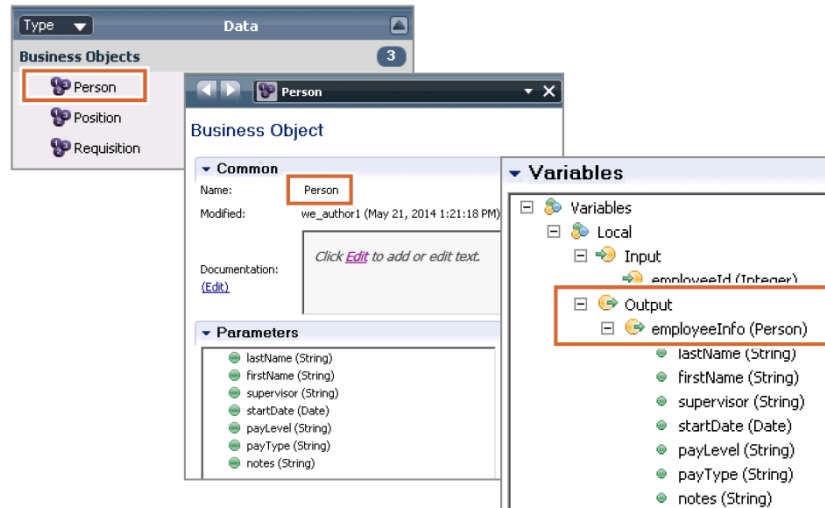 Type
Data
Business Objects
3
Person
Position
Requisition
Person
Business Object
Common
Name:
Person
Modified:
we_author1 (May 21, 2014 1:21:18 PM)
Documentation:
(Edit)
Click Edit to add or edit text.
Parameters
lastName (String)
firstName (String)
supervisor (String)
startDate (Date)
payLevel (String)
payType (String)
notes (String)
Variables
Variables
Local
Input
employeeId (Integer)
Output
employeeInfo (Person)
lastName (String)
firstName (String)
supervisor (String)
startDate (Date)
payLevel (String)
payType (String)
notes (String)